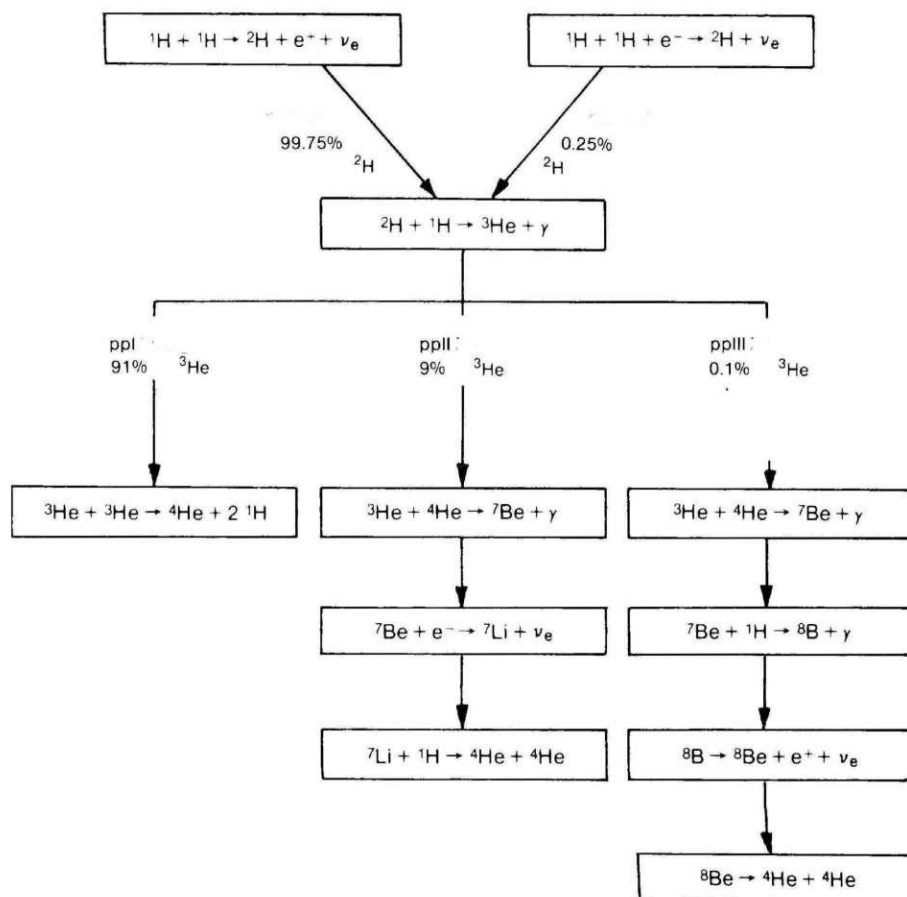 ¹H + ¹H → ²H + e⁺ + νₑ
¹H + ¹H + e⁻ → ²H + νₑ
99.75%
²H
0.25%
²H
²H + ¹H → ³He + γ
ppI
91% ³He
ppII
9% ³He
ppIII
0.1% ³He
³He + ³He → ⁴He + 2 ¹H
³He + ⁴He → ⁷Be + γ
³He + ⁴He → ⁷Be + γ
⁷Be + e⁻ → ⁷Li + νₑ
⁷Be + ¹H → ⁸B + γ
⁷Li + ¹H → ⁴He + ⁴He
⁸B → ⁸Be + e⁺ + νₑ
⁸Be → ⁴He + ⁴He